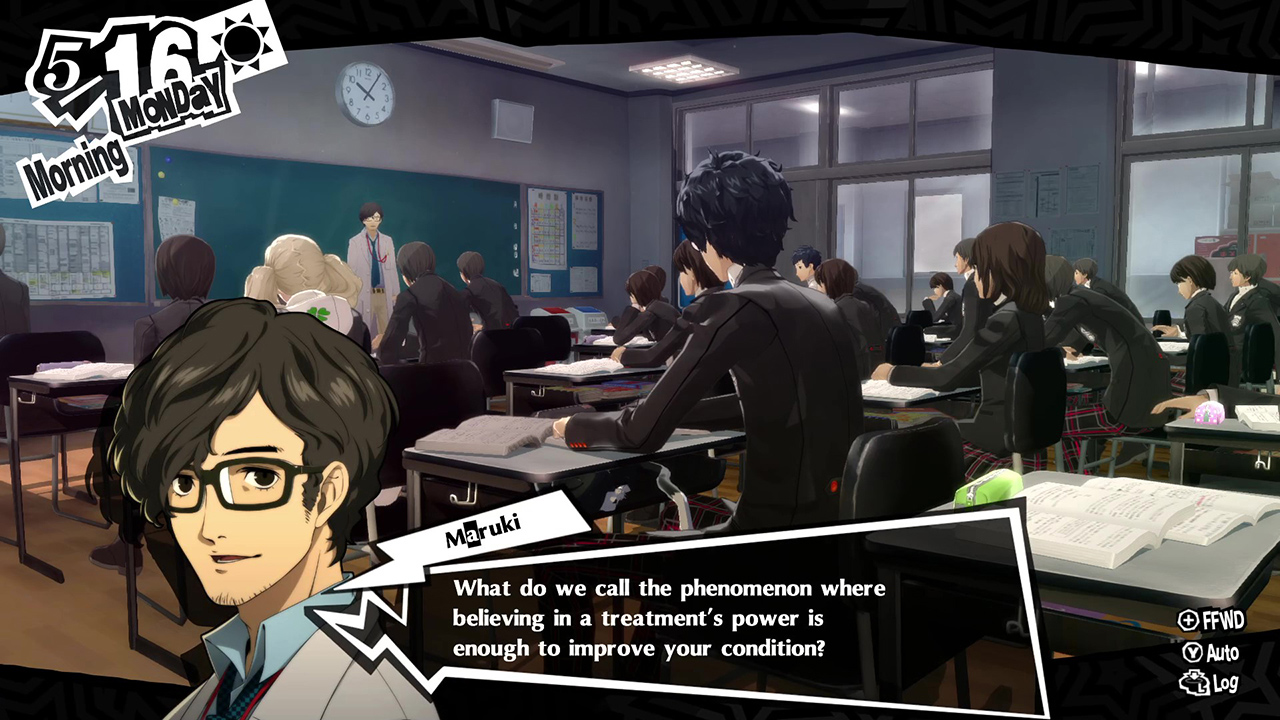 5 16
MONDaY
Morning
Maruki
What do we call the phenomenon where
believing in a treatment's power is
enough to improve your condition?
FFWD
Y Auto
L Log